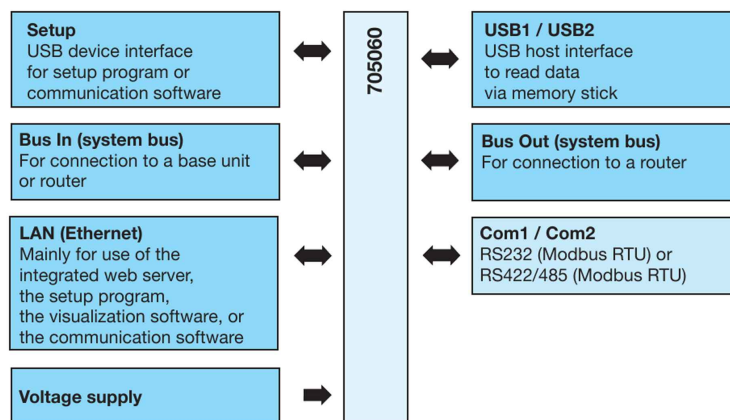 Setup
USB device interface
for setup program or
communication software
Bus In (system bus)
For connection to a base unit
or router
LAN (Ethernet)
Mainly for use of the
integrated web server,
the setup program,
the visualization software, or
the communication software
Voltage supply
705060
USB1 / USB2
USB host interface
to read data
via memory stick
Bus Out (system bus)
For connection to a router
Com1 / Com2
RS232 (Modbus RTU) or
RS422/485 (Modbus RTU)